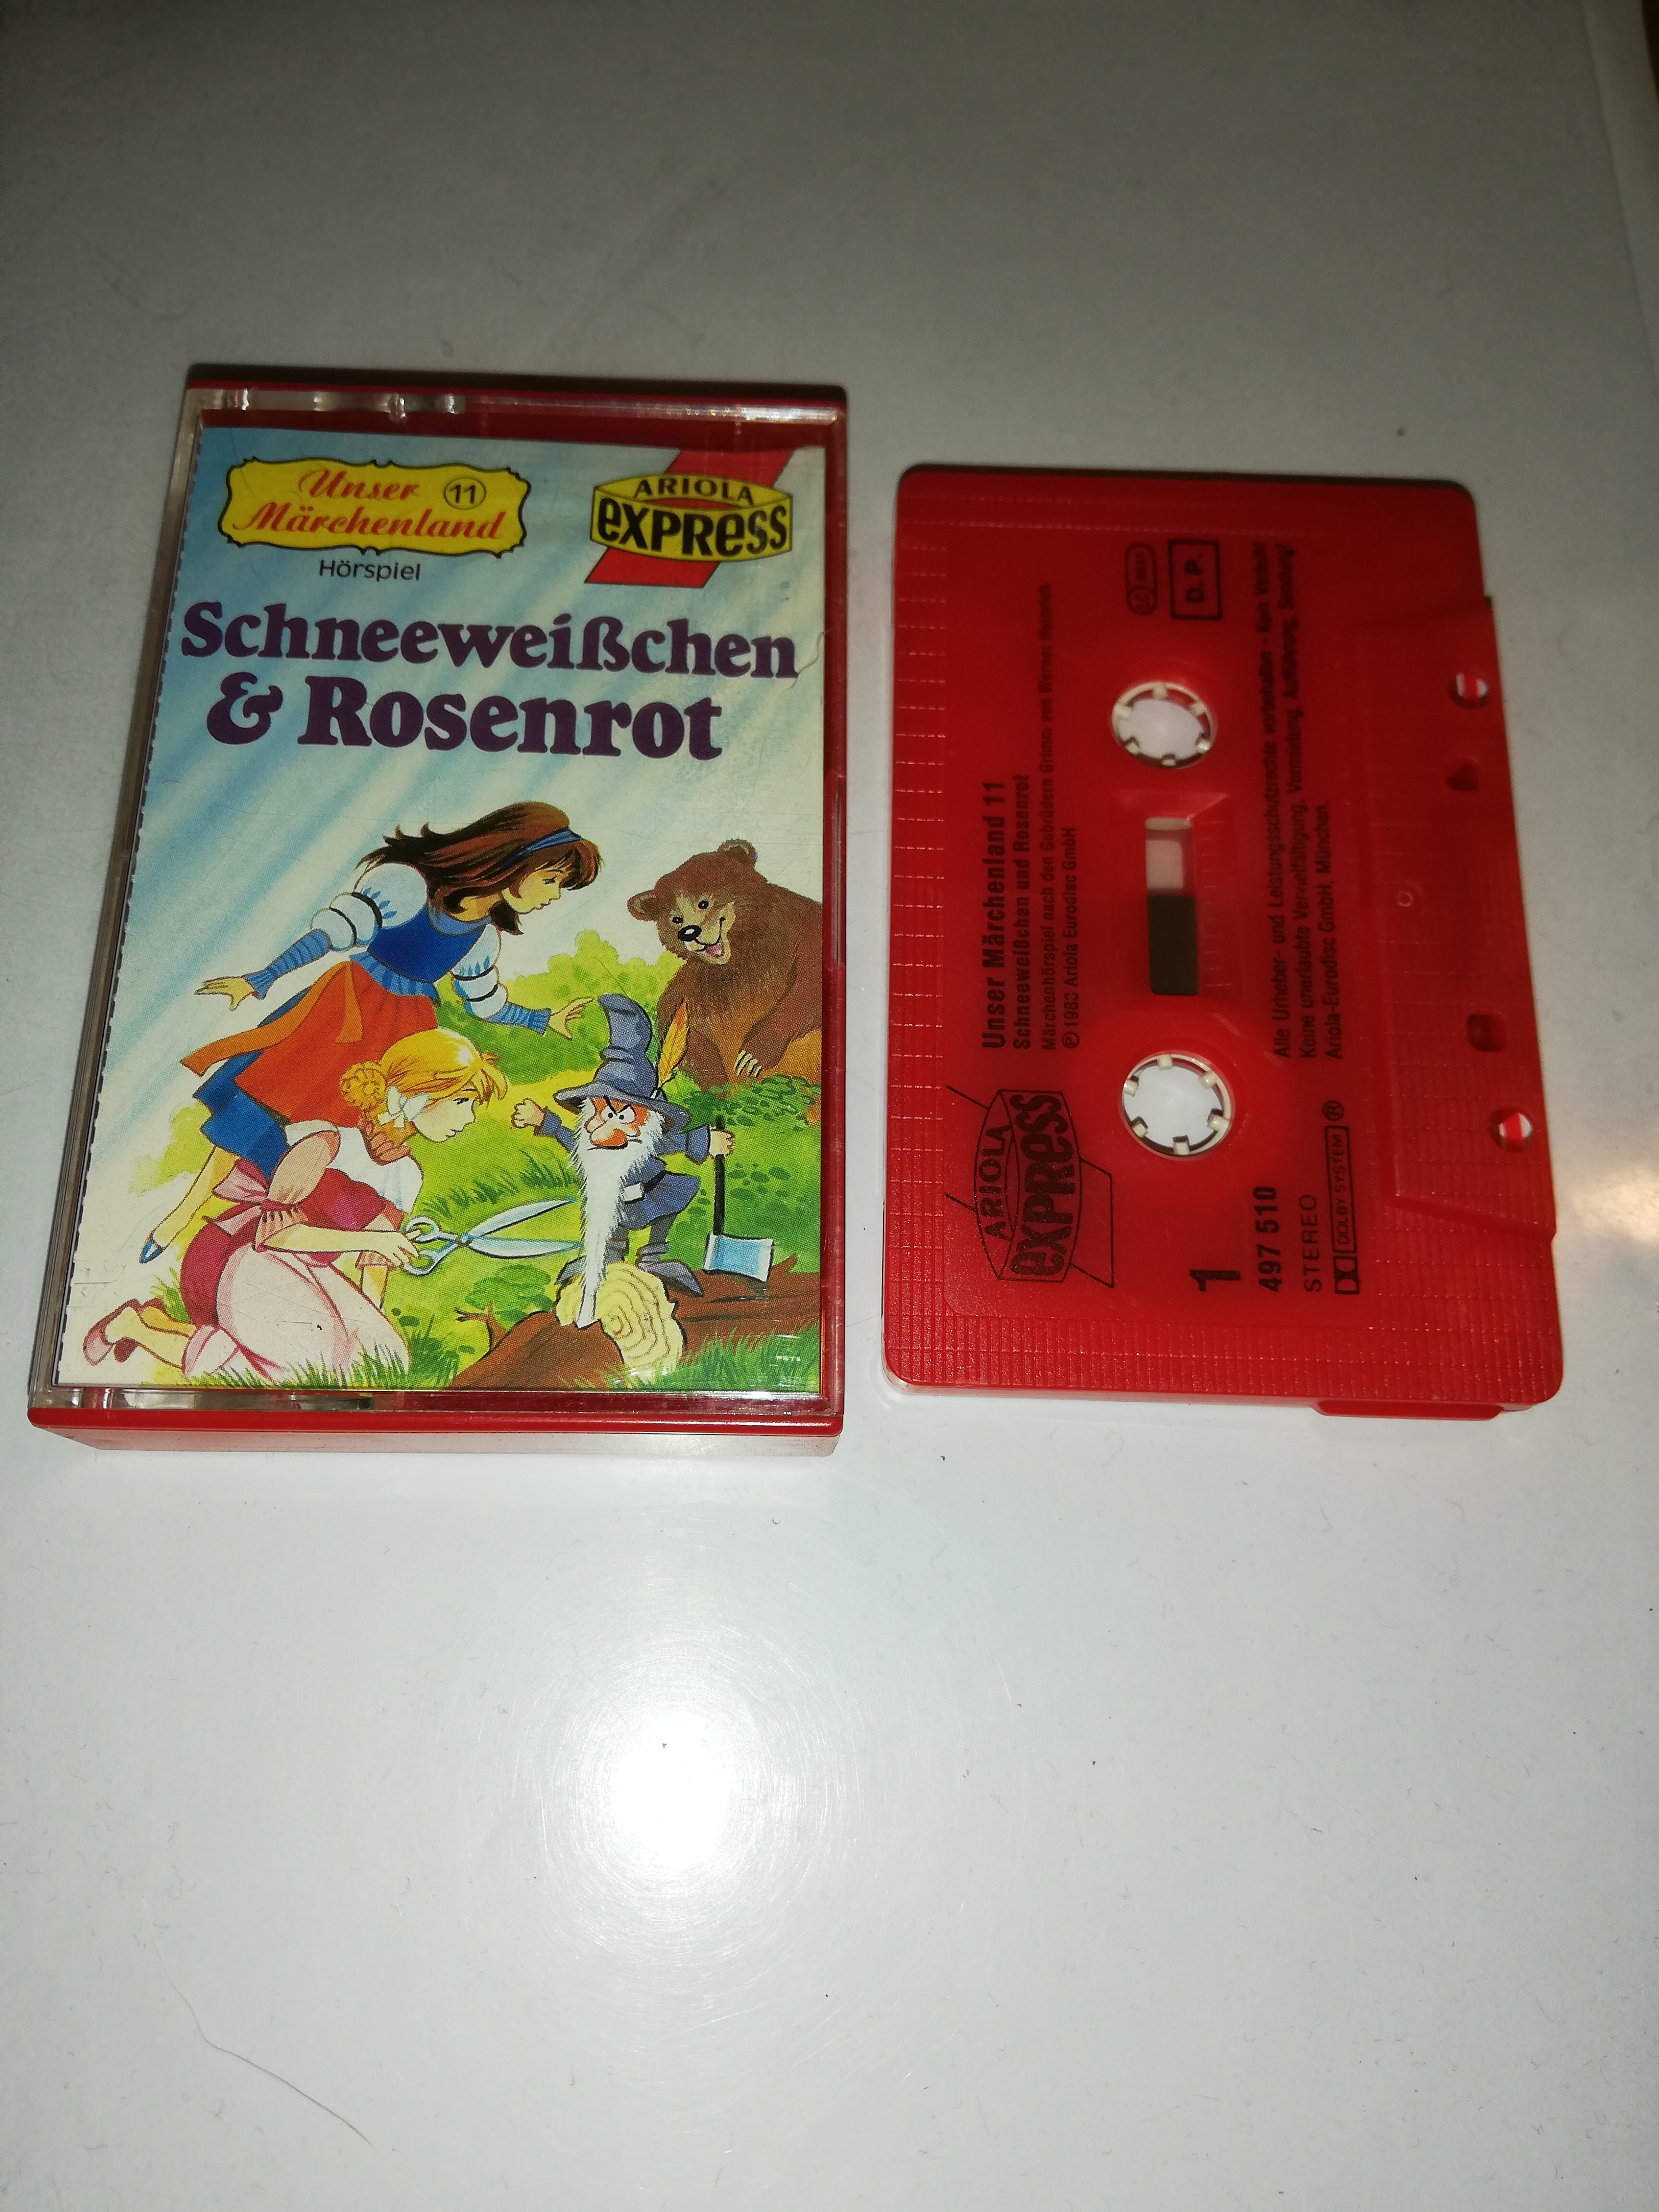 Unser 11
Märchenland
Hörspiel
ARIOLA
EXPRESS
Schneeweißchen
& Rosenrot
ARIOLA
EXPRESS
Unser Märchenland 11
Schneeweißchen und Rosenrot
Märchenhörspiel nach den Gebrüdern Grimm von Werner
℗ 1983 Ariola Eurodisc GmbH
LC
D. P.
1
497 510
STEREO
DOLBY SYSTEM ®
Alle Urheber- und Leistungsschutzrechte vorbehalten - Kein Verleih!
Keine unerlaubte Vervielfältigung, Vermietung, Aufführung, Sendung!
Ariola-Eurodisc GmbH, München.